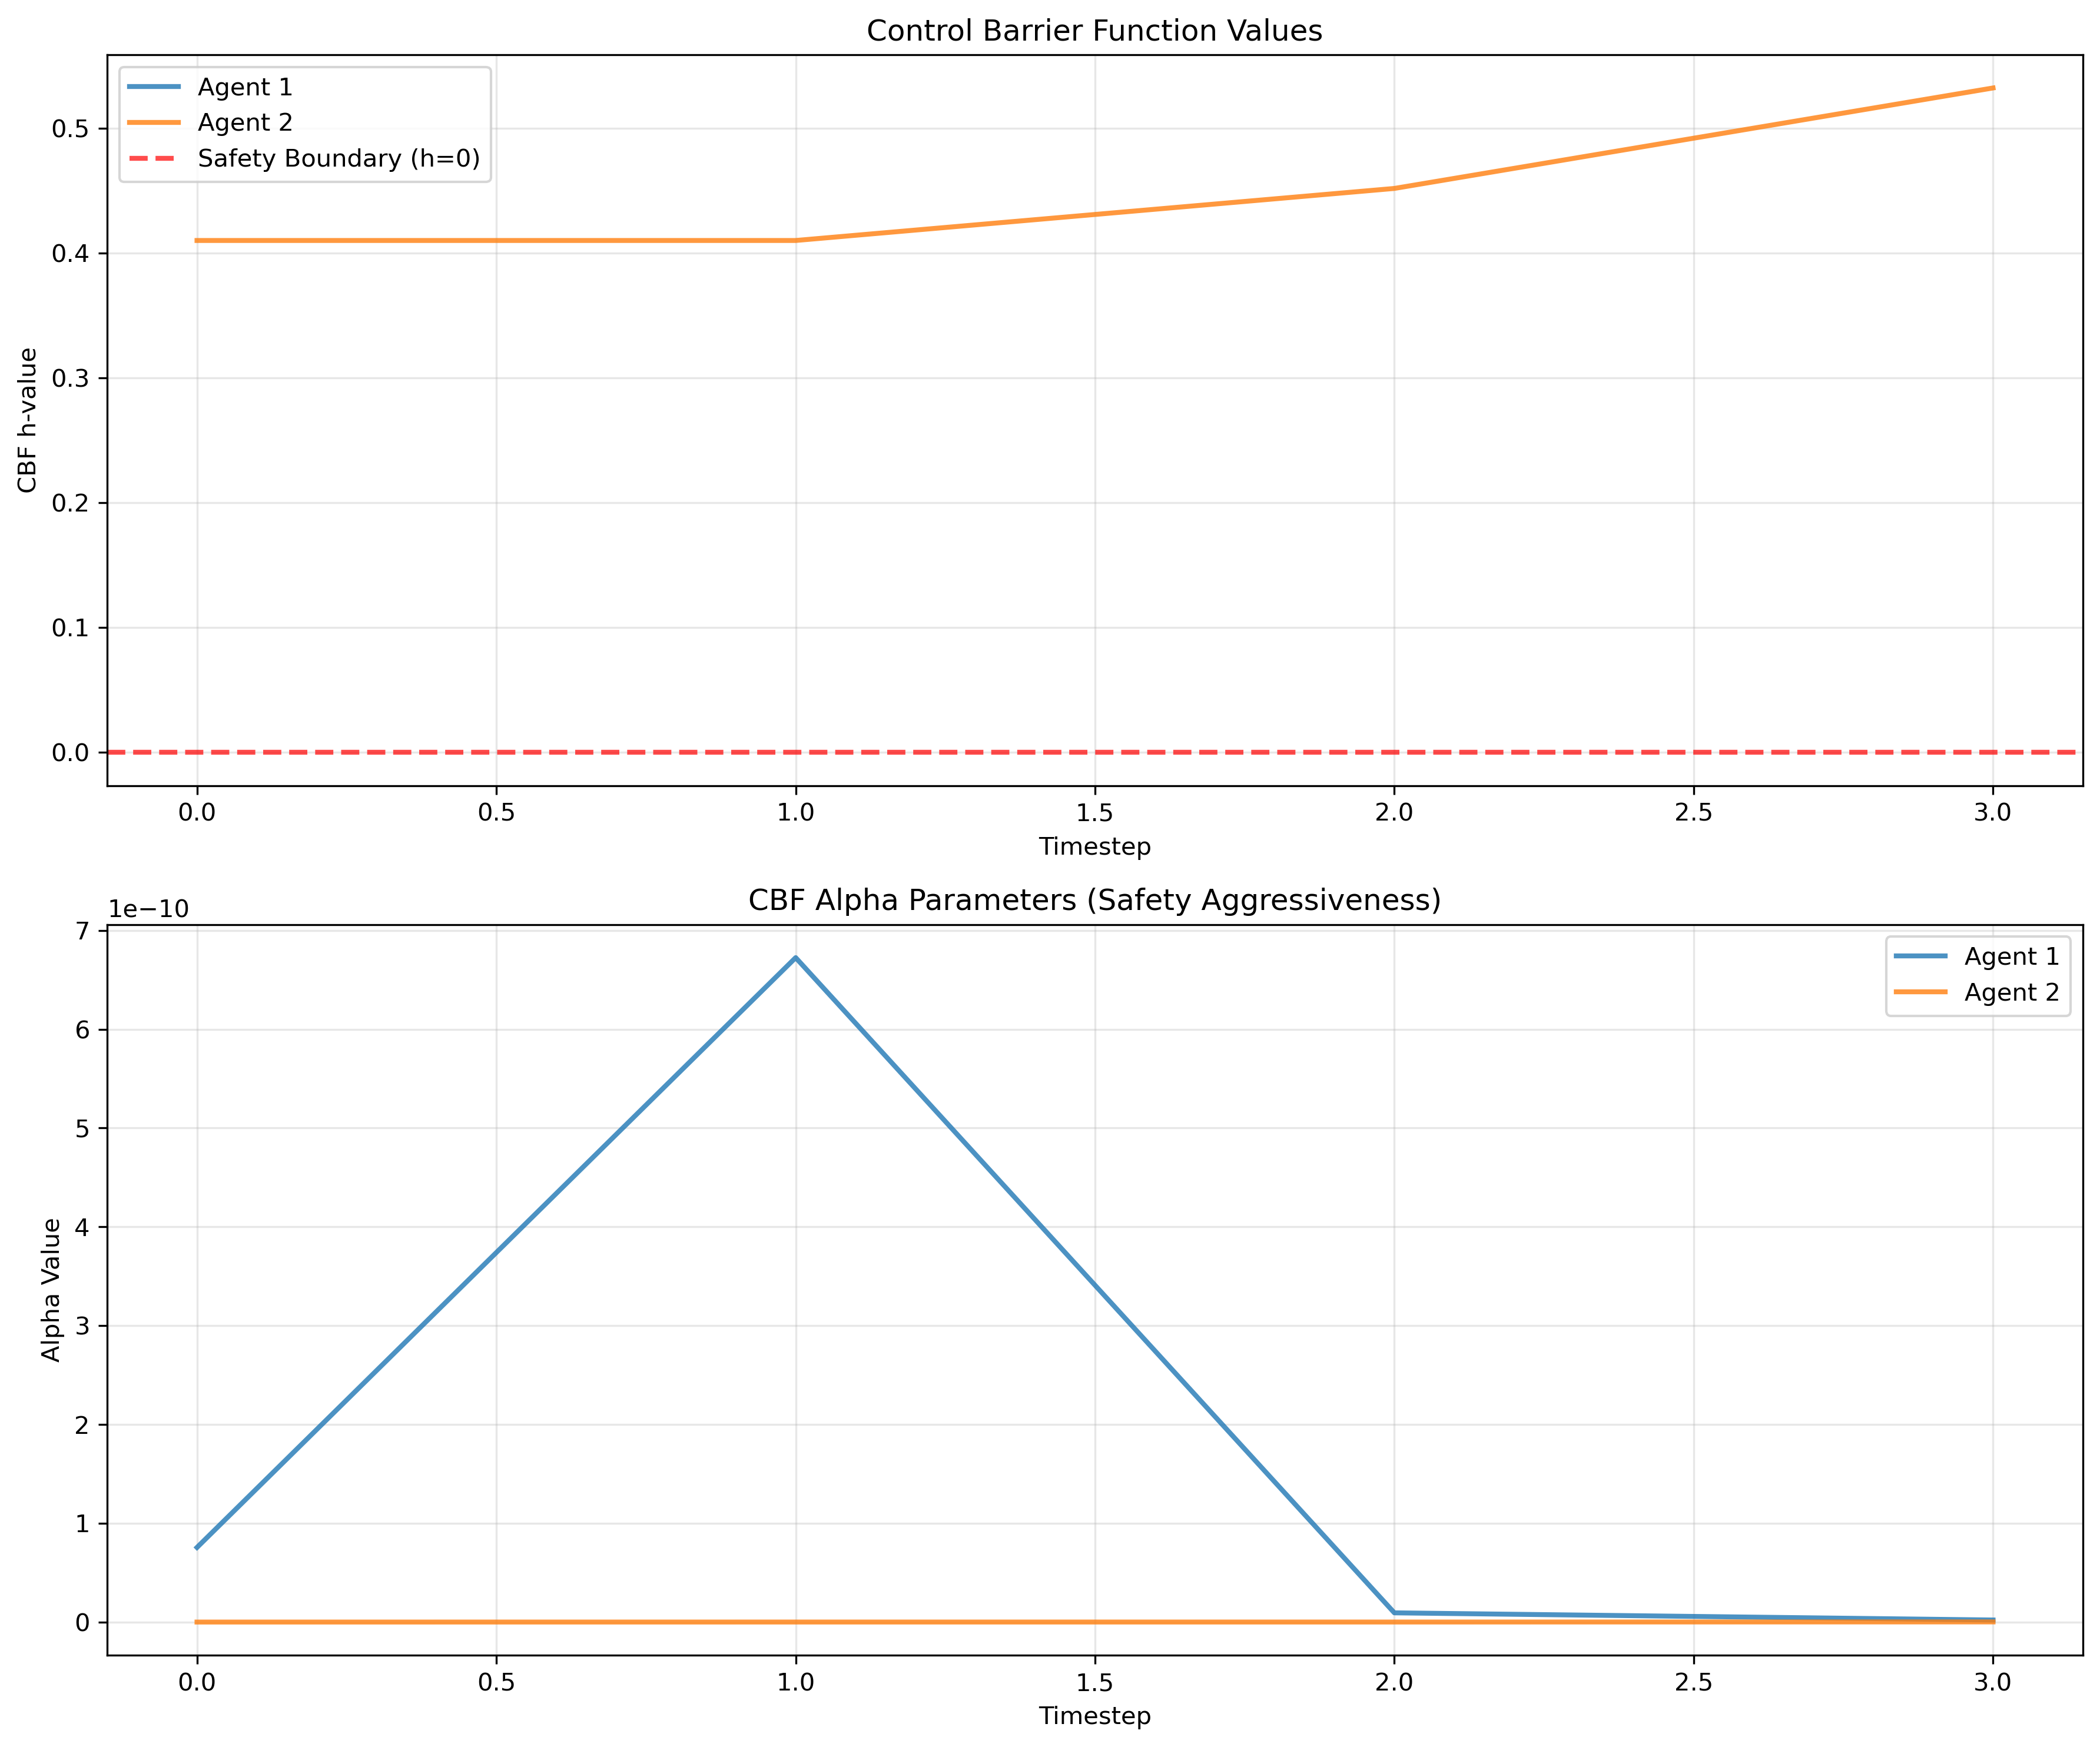 Control Barrier Function Values
Agent 1
Agent 2
Safety Boundary (h=0)
CBF h-value
0.5
0.4
0.3
0.2
0.1
0.0
0.0 0.5 1.0 1.5 2.0 2.5 3.0
Timestep
CBF Alpha Parameters (Safety Aggressiveness)
1e−10
Agent 1
Agent 2
Alpha Value
7
6
5
4
3
2
1
0
0.0 0.5 1.0 1.5 2.0 2.5 3.0
Timestep